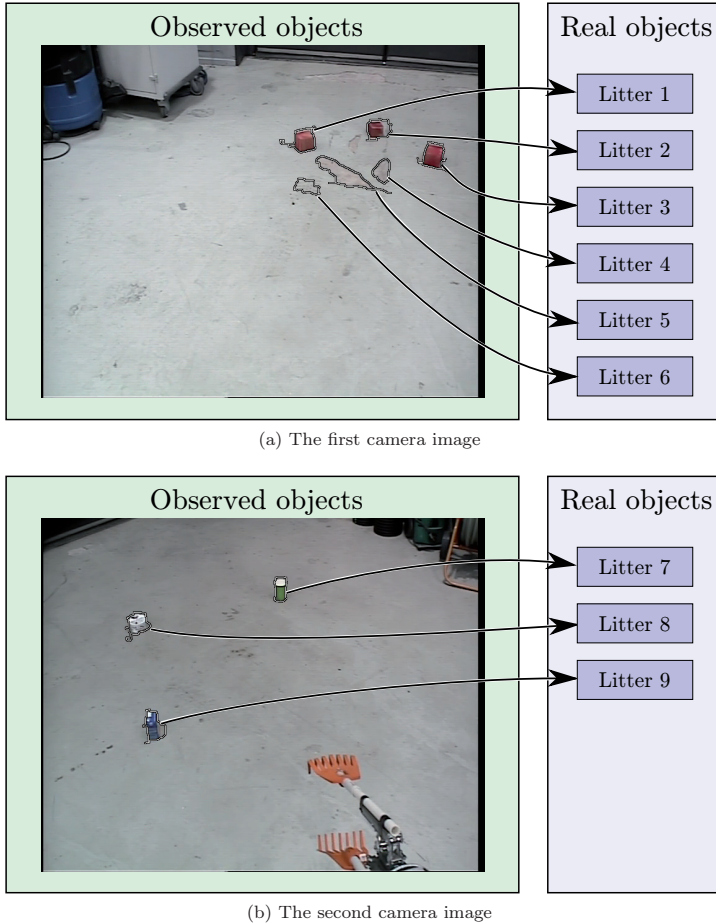 Observed objects
Real objects
Litter 1
Litter 2
Litter 3
Litter 4
Litter 5
Litter 6
(a) The first camera image
Observed objects
Real objects
Litter 7
Litter 8
Litter 9
(b) The second camera image